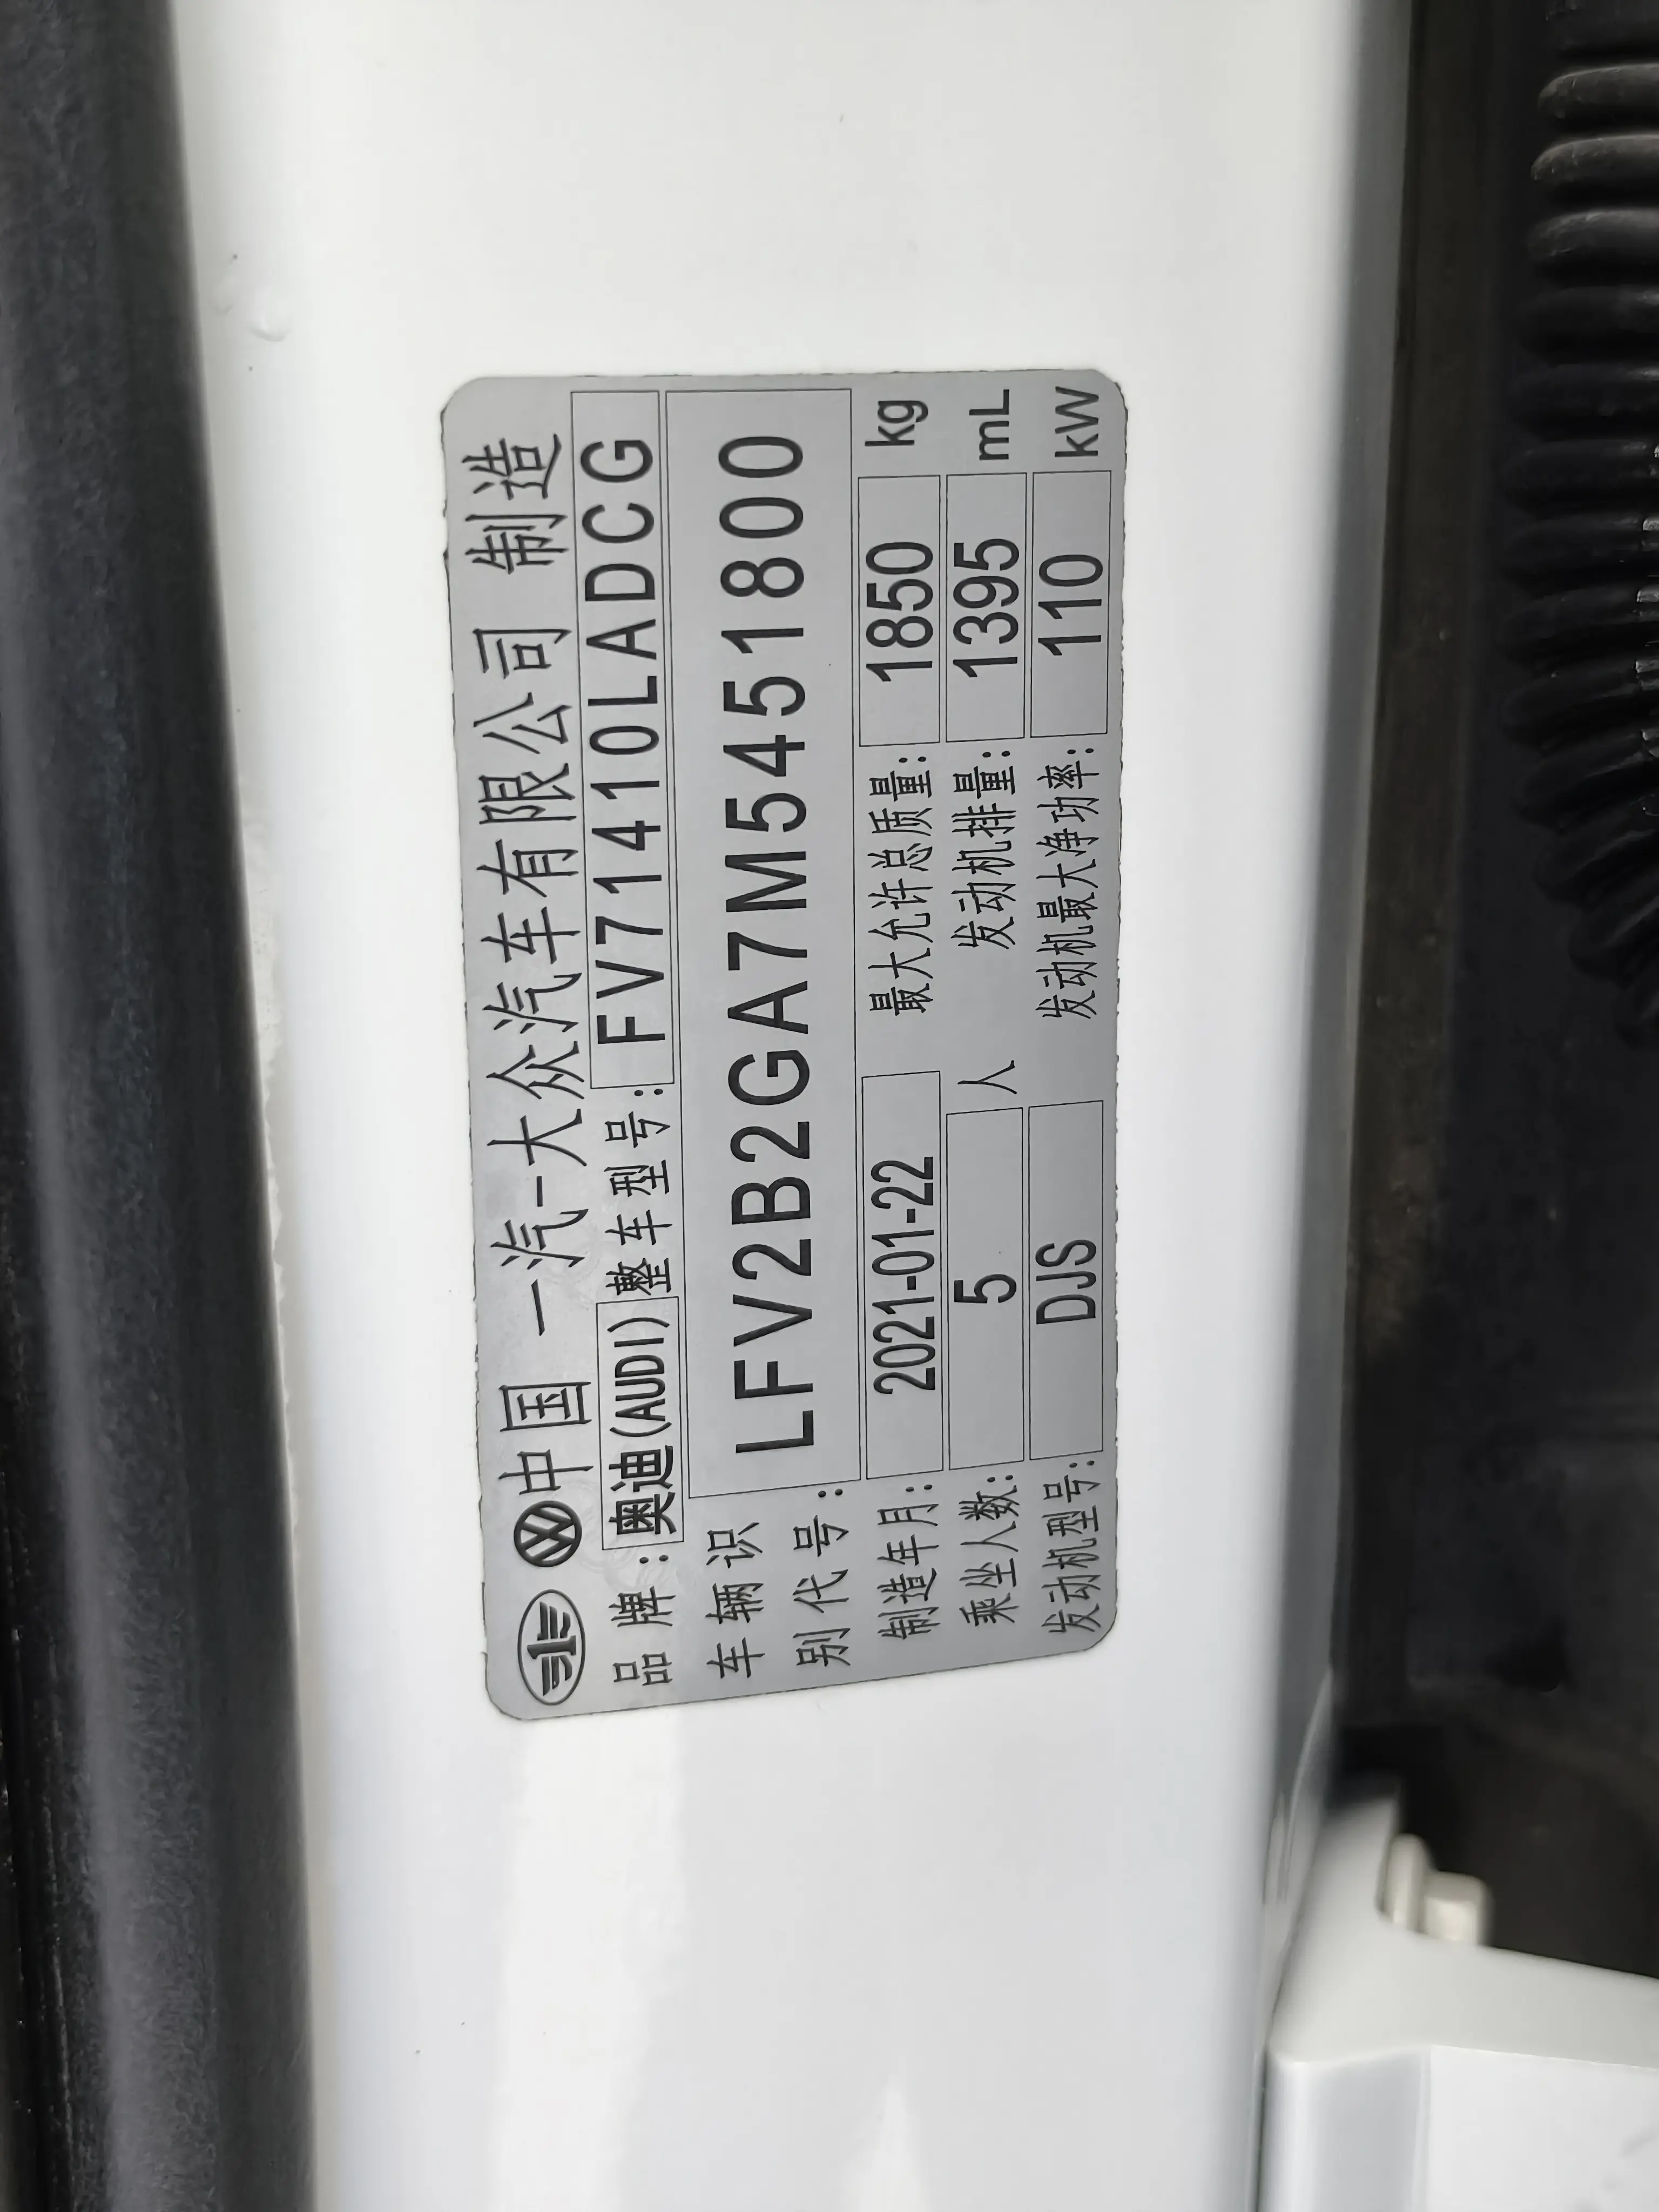 中国 一汽-大众汽车有限公司 制造
品牌:奥迪(AUDI) 整车型号:FV7141OLADCG
车辆识别代号:LFV2B2GA7M5451800
制造年月:2021-01-22 最大允许总质量:1850 kg
乘坐人数:5 人 发动机排量:1395 mL
发动机型号:DJS 发动机最大净功率:110 kW